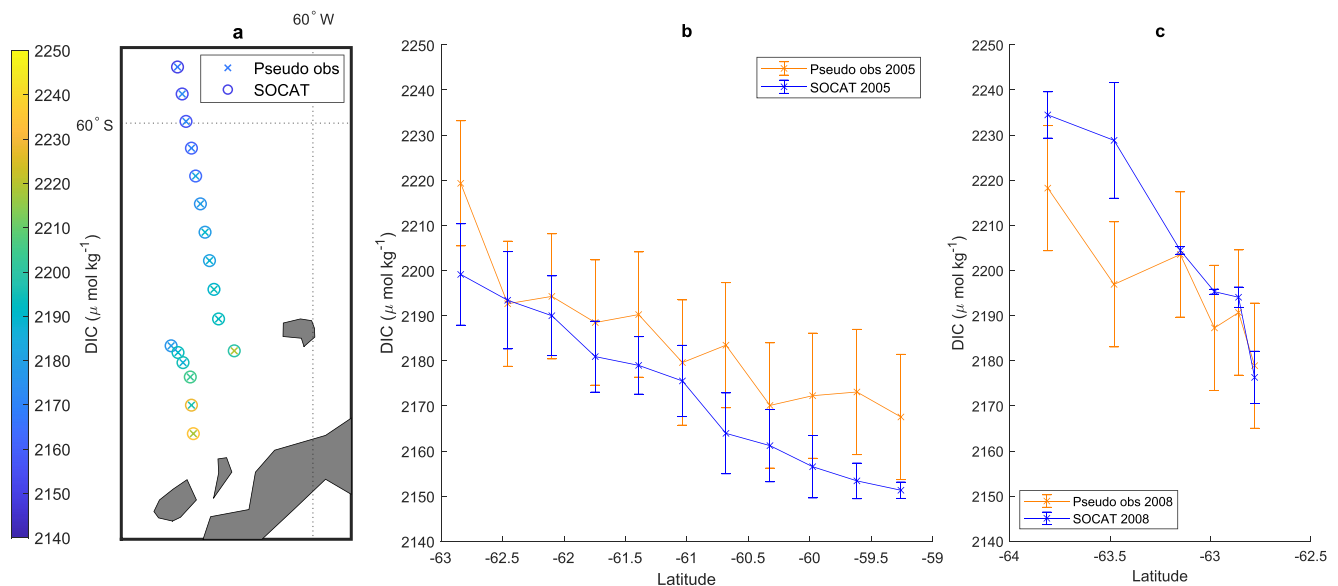 60° W
a
2250
2240
2230
2220
2210
2200
2190
2180
2170
2160
2150
2140
DIC (μ mol kg-1)
60° S
Pseudo obs
SOCAT
b
2250
2240
2230
2220
2210
2200
2190
2180
2170
2160
2150
2140
DIC (μ mol kg-1)
Pseudo obs 2005
SOCAT 2005
-63 -62.5 -62 -61.5 -61 -60.5 -60 -59.5 -59
Latitude
c
2250
2240
2230
2220
2210
2200
2190
2180
2170
2160
2150
2140
DIC (μ mol kg-1)
Pseudo obs 2008
SOCAT 2008
-64 -63.5 -63 -62.5
Latitude